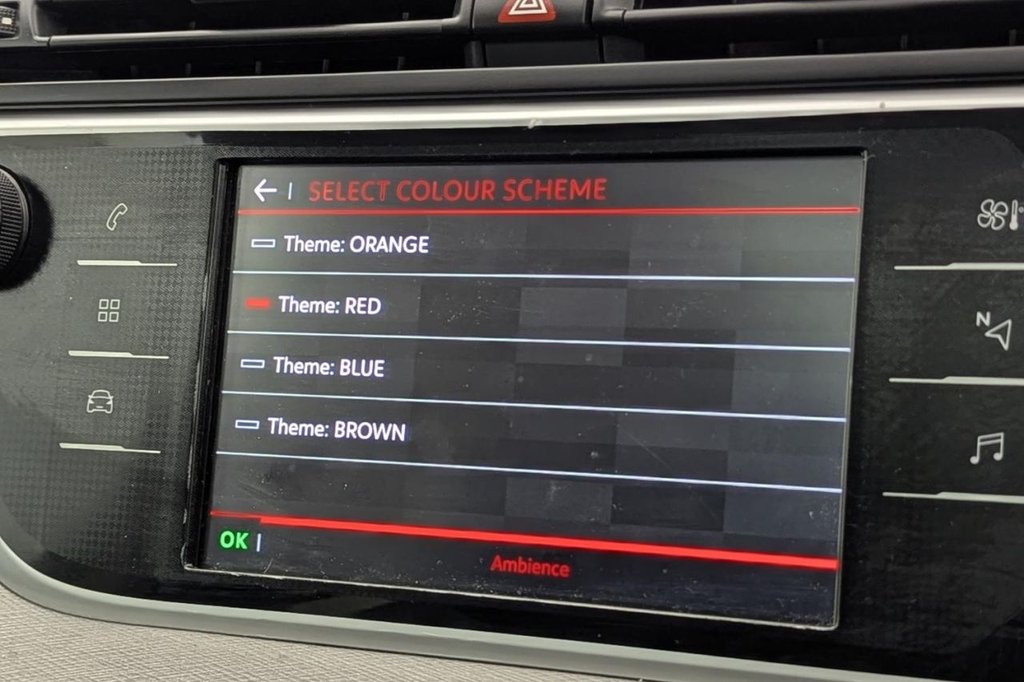 SELECT COLOUR SCHEME
Theme: ORANGE
Theme: RED
Theme: BLUE
Theme: BROWN
OK
Ambience
N